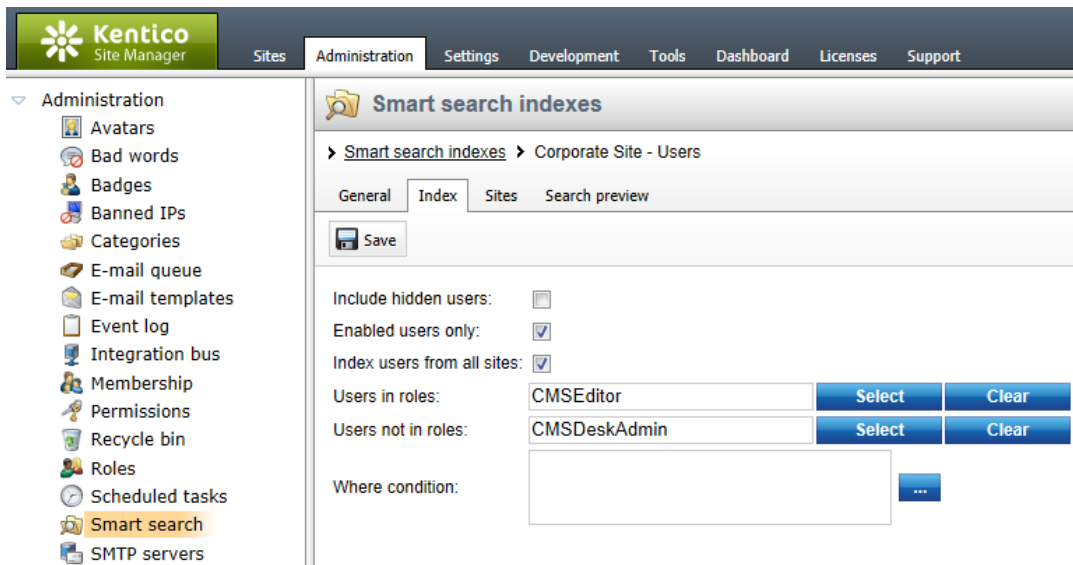 Kentico
Site Manager
Sites Administration Settings Development Tools Dashboard Licenses Support
Administration
Avatars
Bad words
Badges
Banned IPs
Categories
E-mail queue
E-mail templates
Event log
Integration bus
Membership
Permissions
Recycle bin
Roles
Scheduled tasks
Smart search
SMTP servers
Smart search indexes
Smart search indexes Corporate Site - Users
General Index Sites Search preview
Save
Include hidden users:
Enabled users only:
Index users from all sites:
Users in roles: CMSEditor Select Clear
Users not in roles: CMSDeskAdmin Select Clear
Where condition: ...